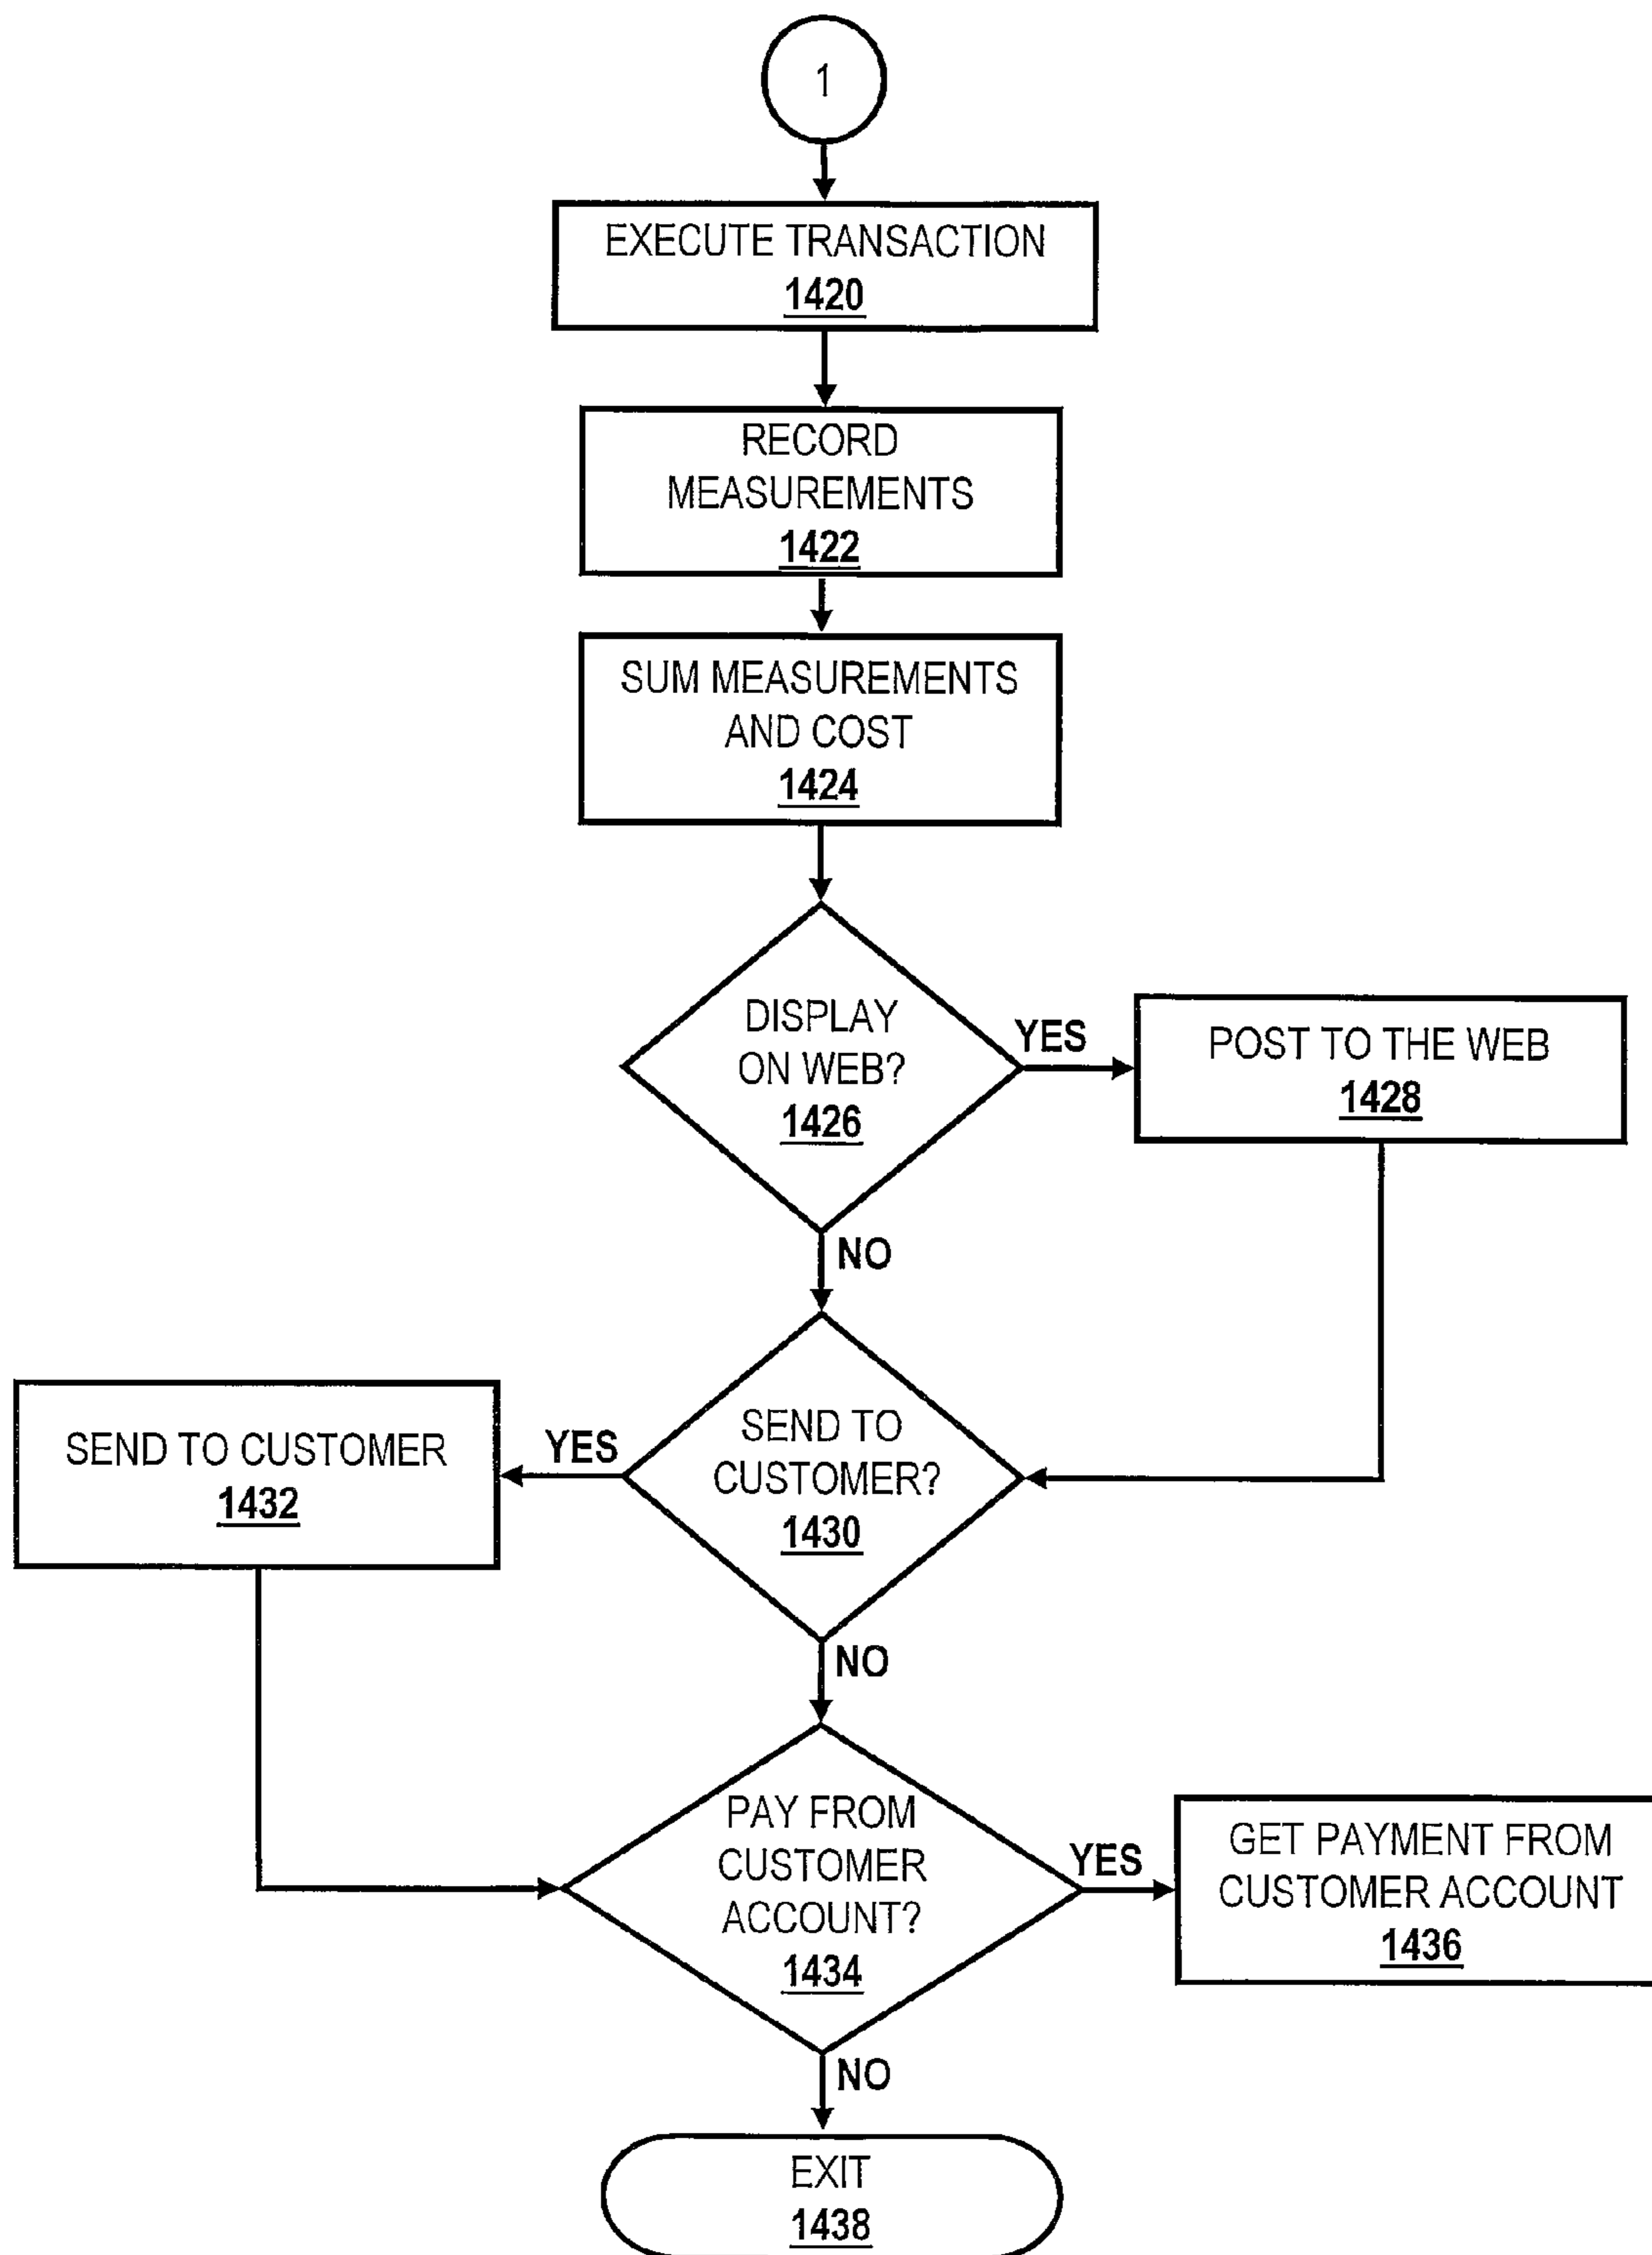 1
EXECUTE TRANSACTION
1420
RECORD
MEASUREMENTS
1422
SUM MEASUREMENTS
AND COST
1424
DISPLAY
ON WEB?
1426
YES
POST TO THE WEB
1428
NO
SEND TO
CUSTOMER?
1430
YES
SEND TO CUSTOMER
1432
NO
PAY FROM
CUSTOMER
ACCOUNT?
1434
YES
GET PAYMENT FROM
CUSTOMER ACCOUNT
1436
NO
EXIT
1438